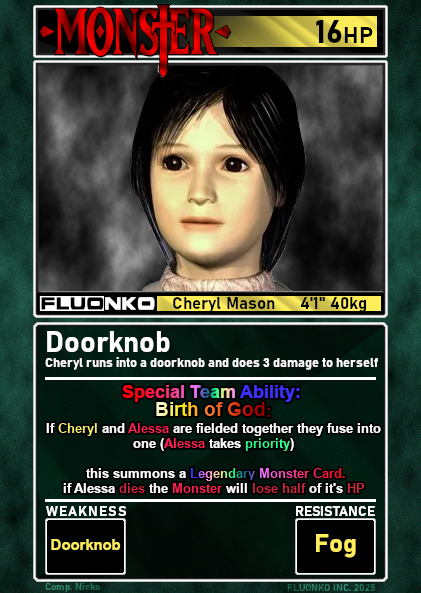 MONSTER
16HP
FLUONKO Cheryl Mason 4'1" 40kg
Doorknob
Cheryl runs into a doorknob and does 3 damage to herself
Special Team Ability:
Birth of God:
If Cheryl and Alessa are fielded together they fuse into
one (Alessa takes priority)
this summons a Legendary Monster Card.
if Alessa dies the Monster will lose half of it's HP
WEAKNESS
RESISTANCE
Doorknob
Fog
Comp. Nicko
FLUONKO INC. 2025